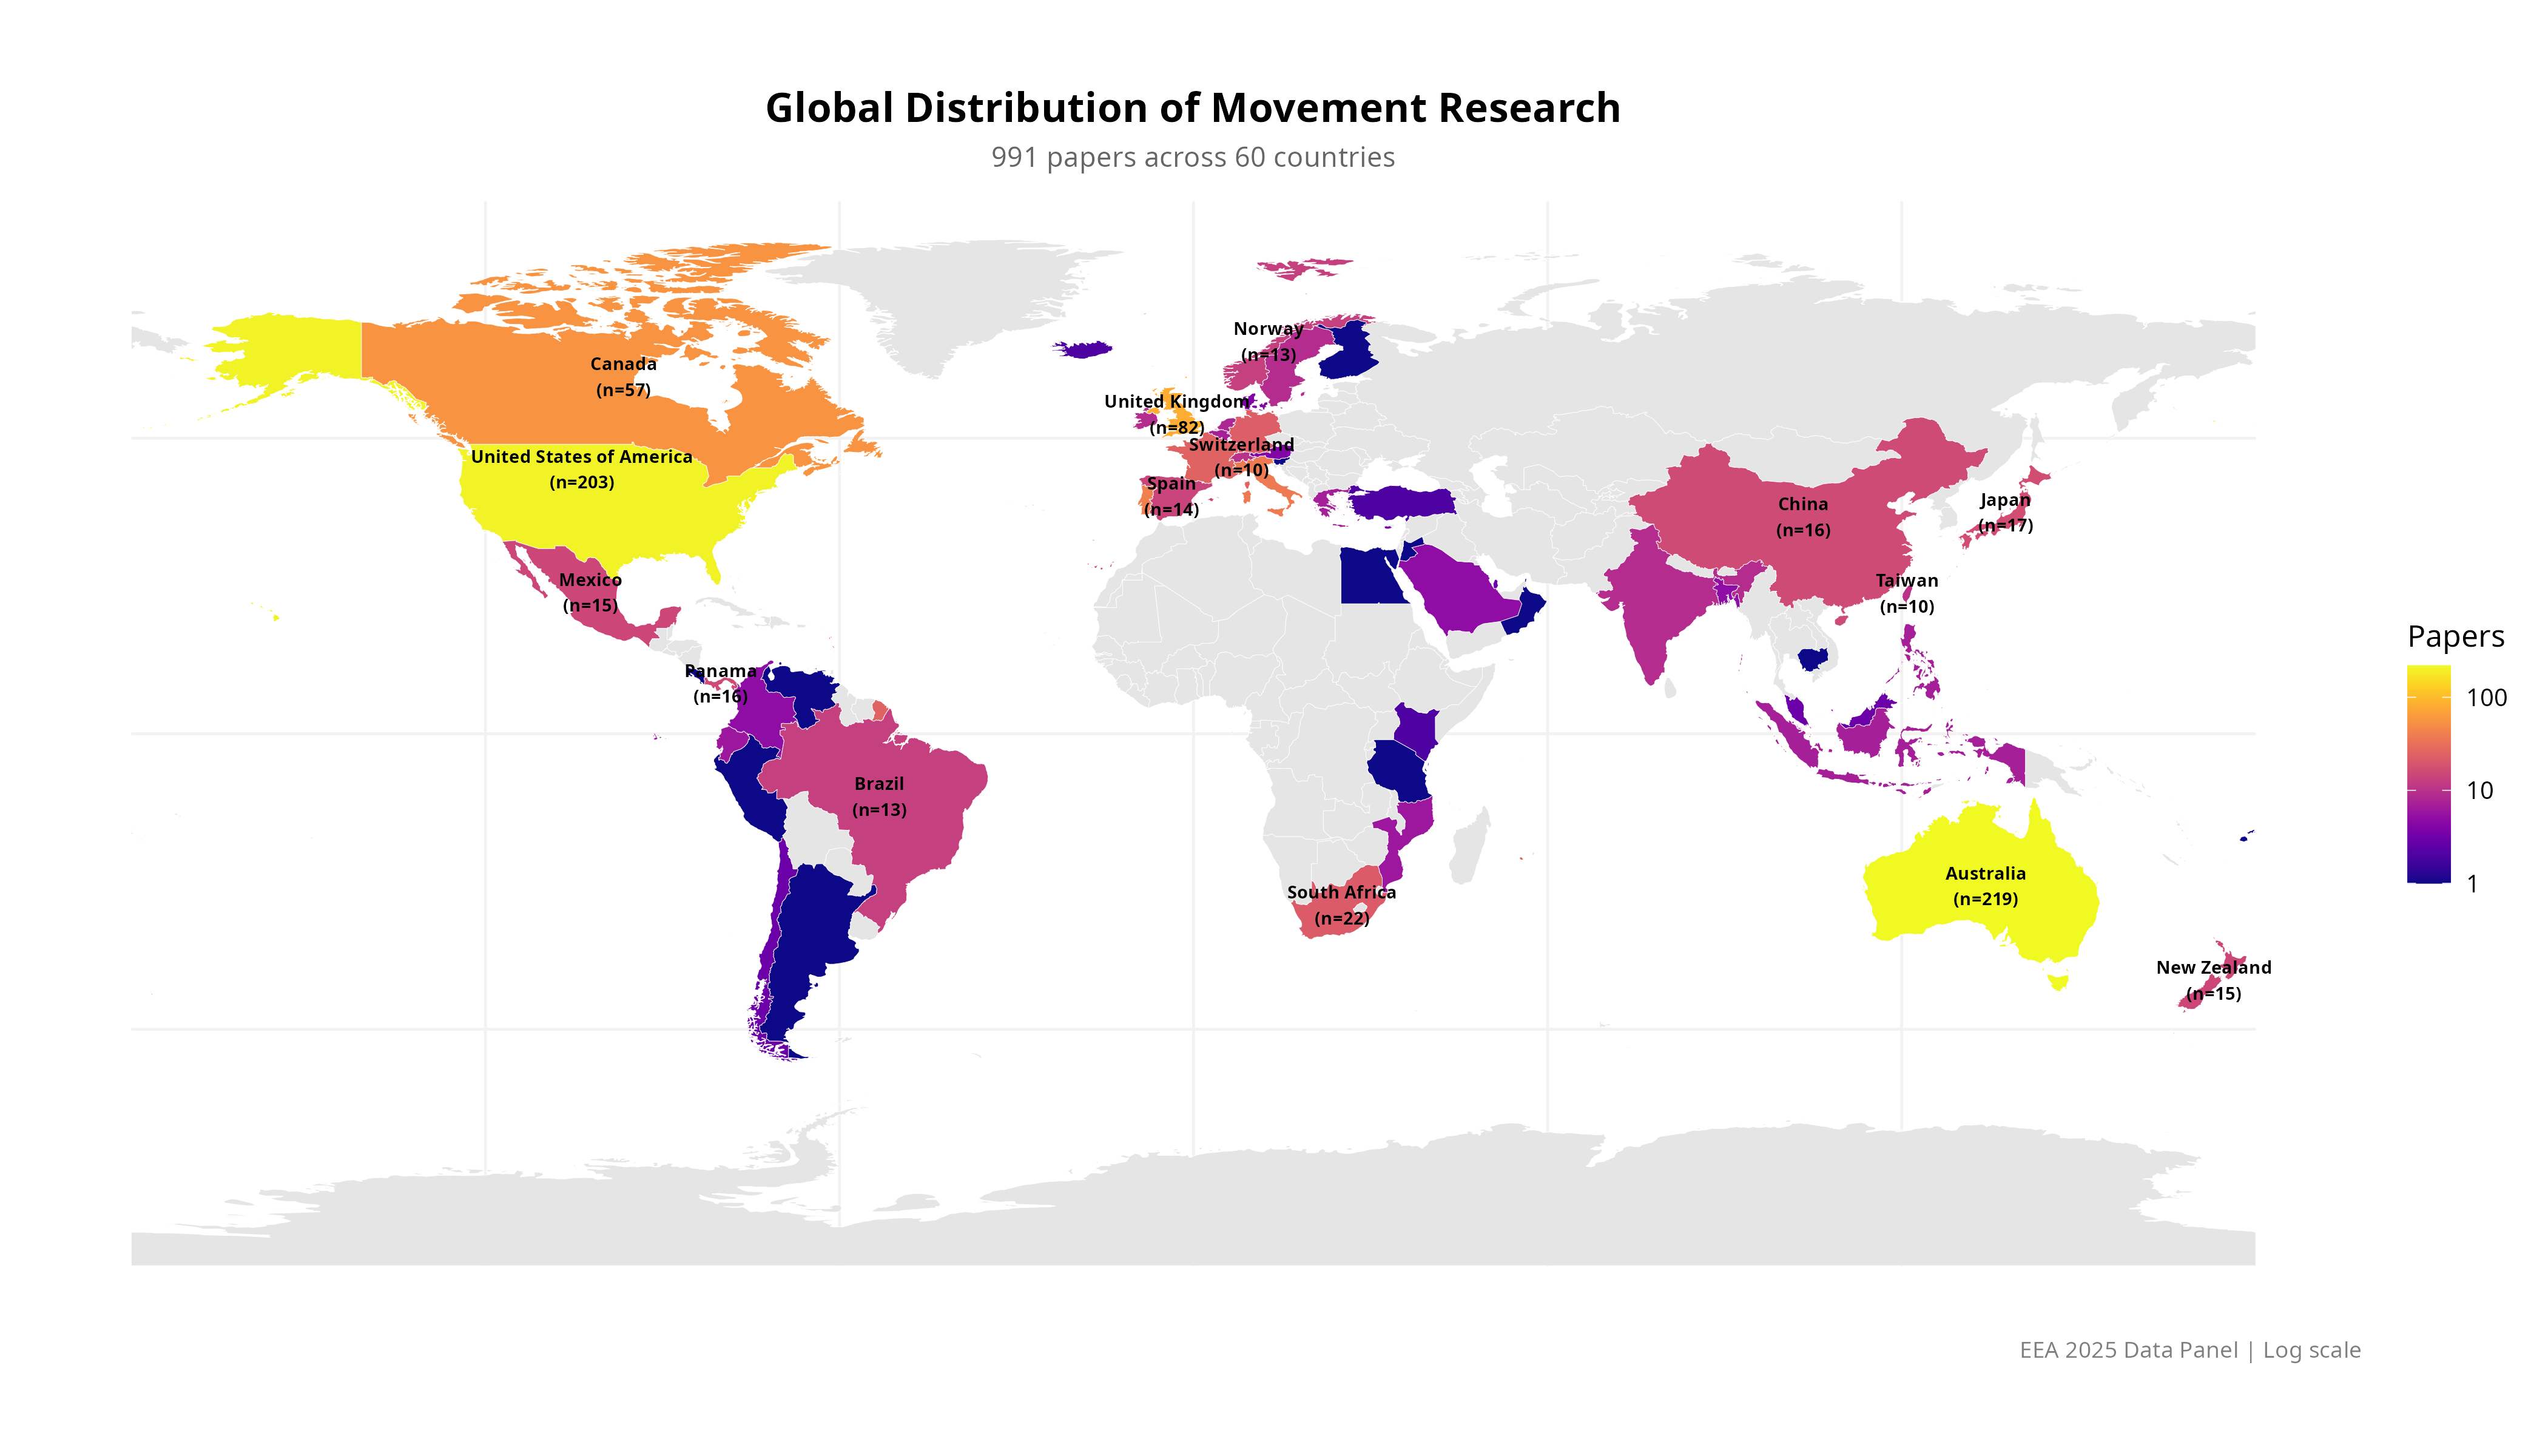 Global Distribution of Movement Research
991 papers across 60 countries
Norway
(n=13)
Canada
(n=57)
United Kingdom
(n=82)
Switzerland
(n=10)
United States of America
(n=203)
Spain
(n=14)
China
(n=16)
Japan
(n=17)
Mexico
(n=15)
Taiwan
(n=10)
Panama
(n=16)
Brazil
(n=13)
South Africa
(n=22)
Australia
(n=219)
New Zealand
(n=15)
Papers
100
10
1
EEA 2025 Data Panel | Log scale